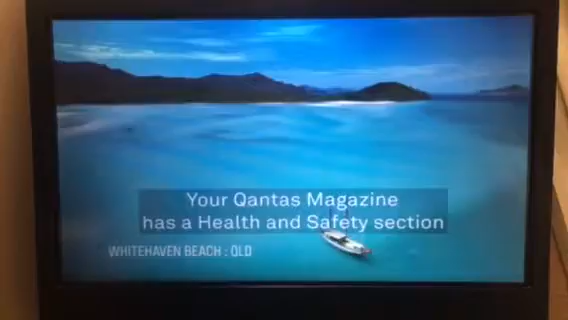 Your Qantas Magazine
has a Health and Safety section
WHITEHAVEN BEACH : QLD